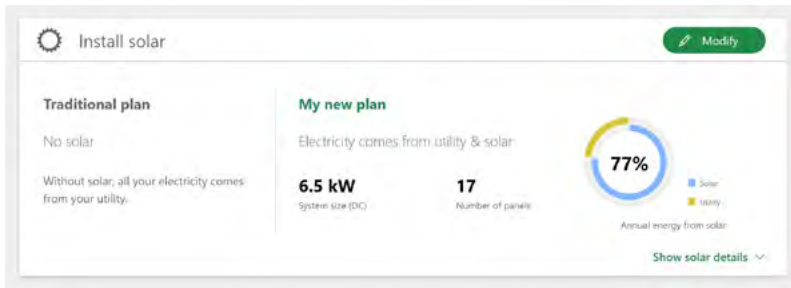 Install solar
Modify
Traditional plan
No solar
Without solar, all your electricity comes
from your utility.
My new plan
Electricity comes from utility & solar
6.5 kW
System size (DC)
17
Number of panels
77%
Solar
Utility
Annual energy from solar
Show solar details